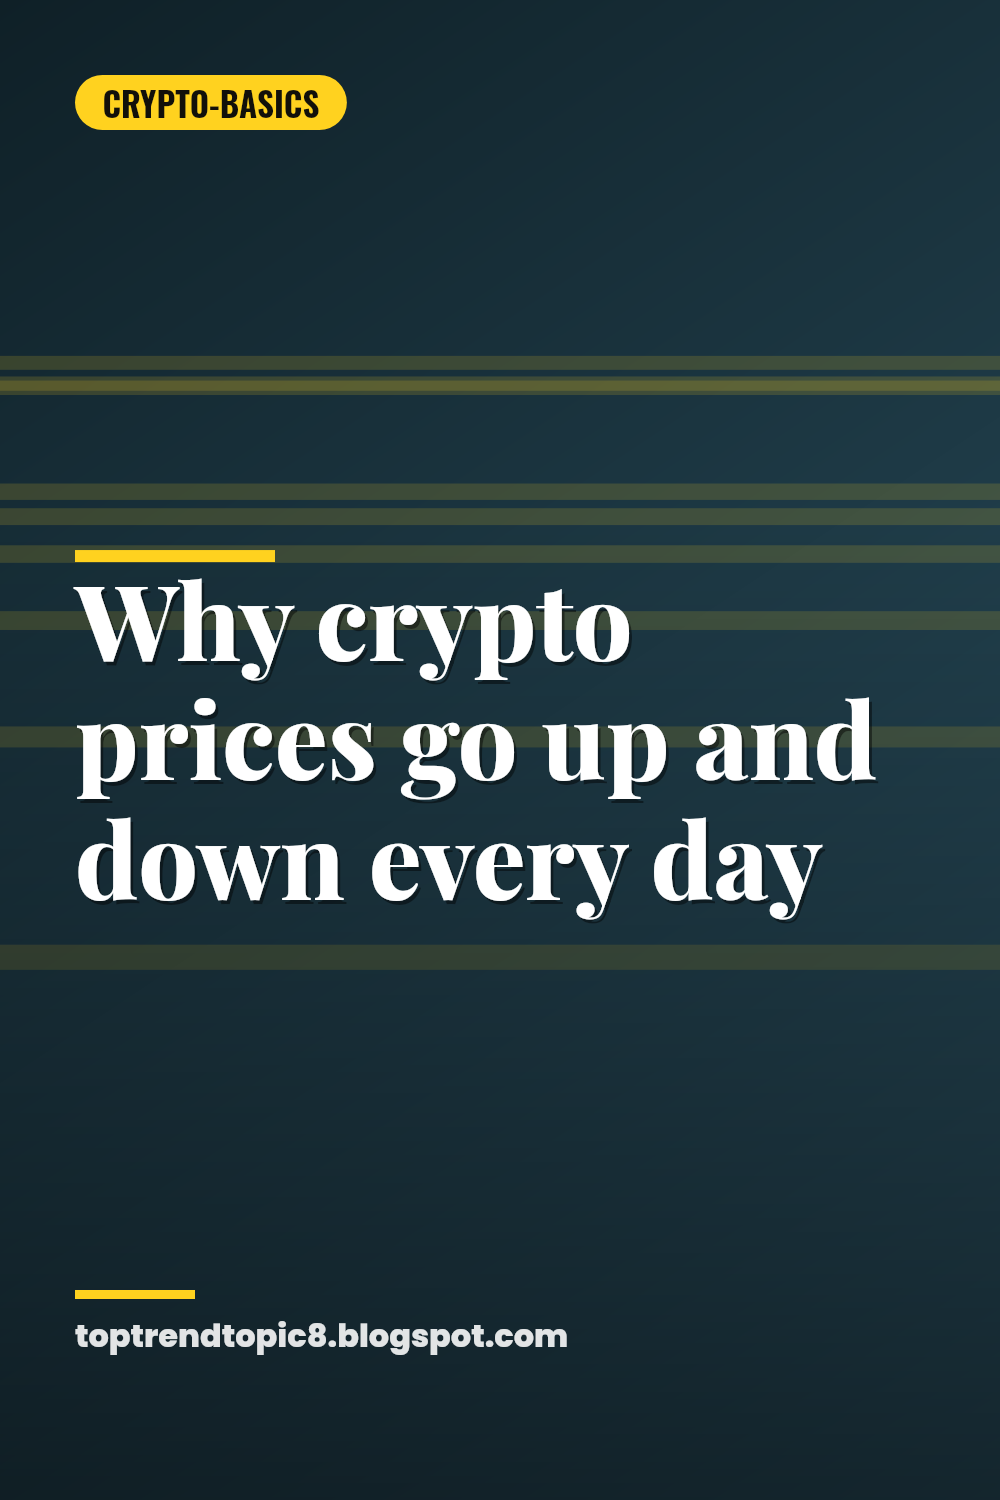 CRYPTO-BASICS
Why crypto
prices go up and
down every day
toptrendtopic8.blogspot.com